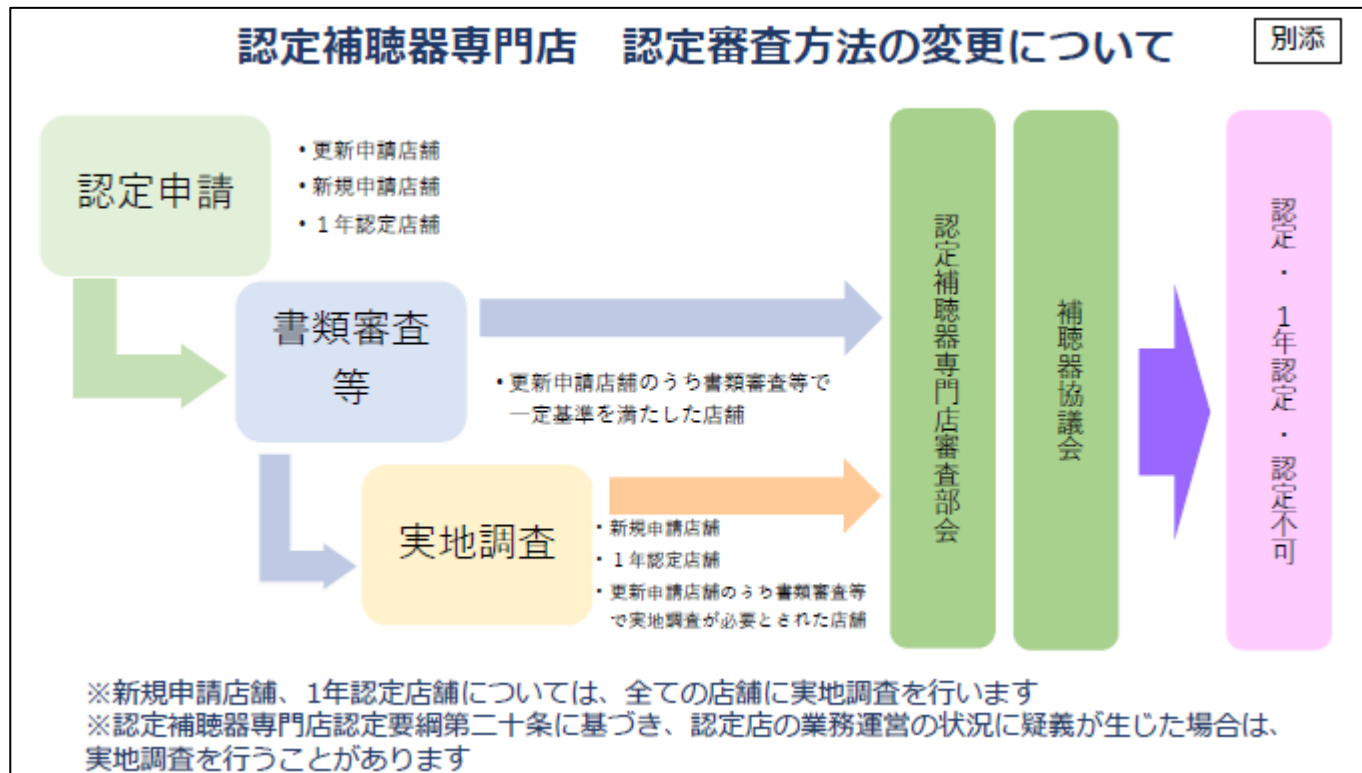 認定補聴器専門店　認定審査方法の変更について
別添
認定申請
・更新申請店舗
・新規申請店舗
・１年認定店舗
書類審査
等
・更新申請店舗のうち書類審査等で
一定基準を満たした店舗
実地調査
・新規申請店舗
・１年認定店舗
・更新申請店舗のうち書類審査等
で実地調査が必要とされた店舗
認定補聴器専門店審査部会
補聴器協議会
認定・１年認定・認定不可
※新規申請店舗、1年認定店舗については、全ての店舗に実地調査を行います
※認定補聴器専門店認定要綱第二十条に基づき、認定店の業務運営の状況に疑義が生じた場合は、
実地調査を行うことがあります